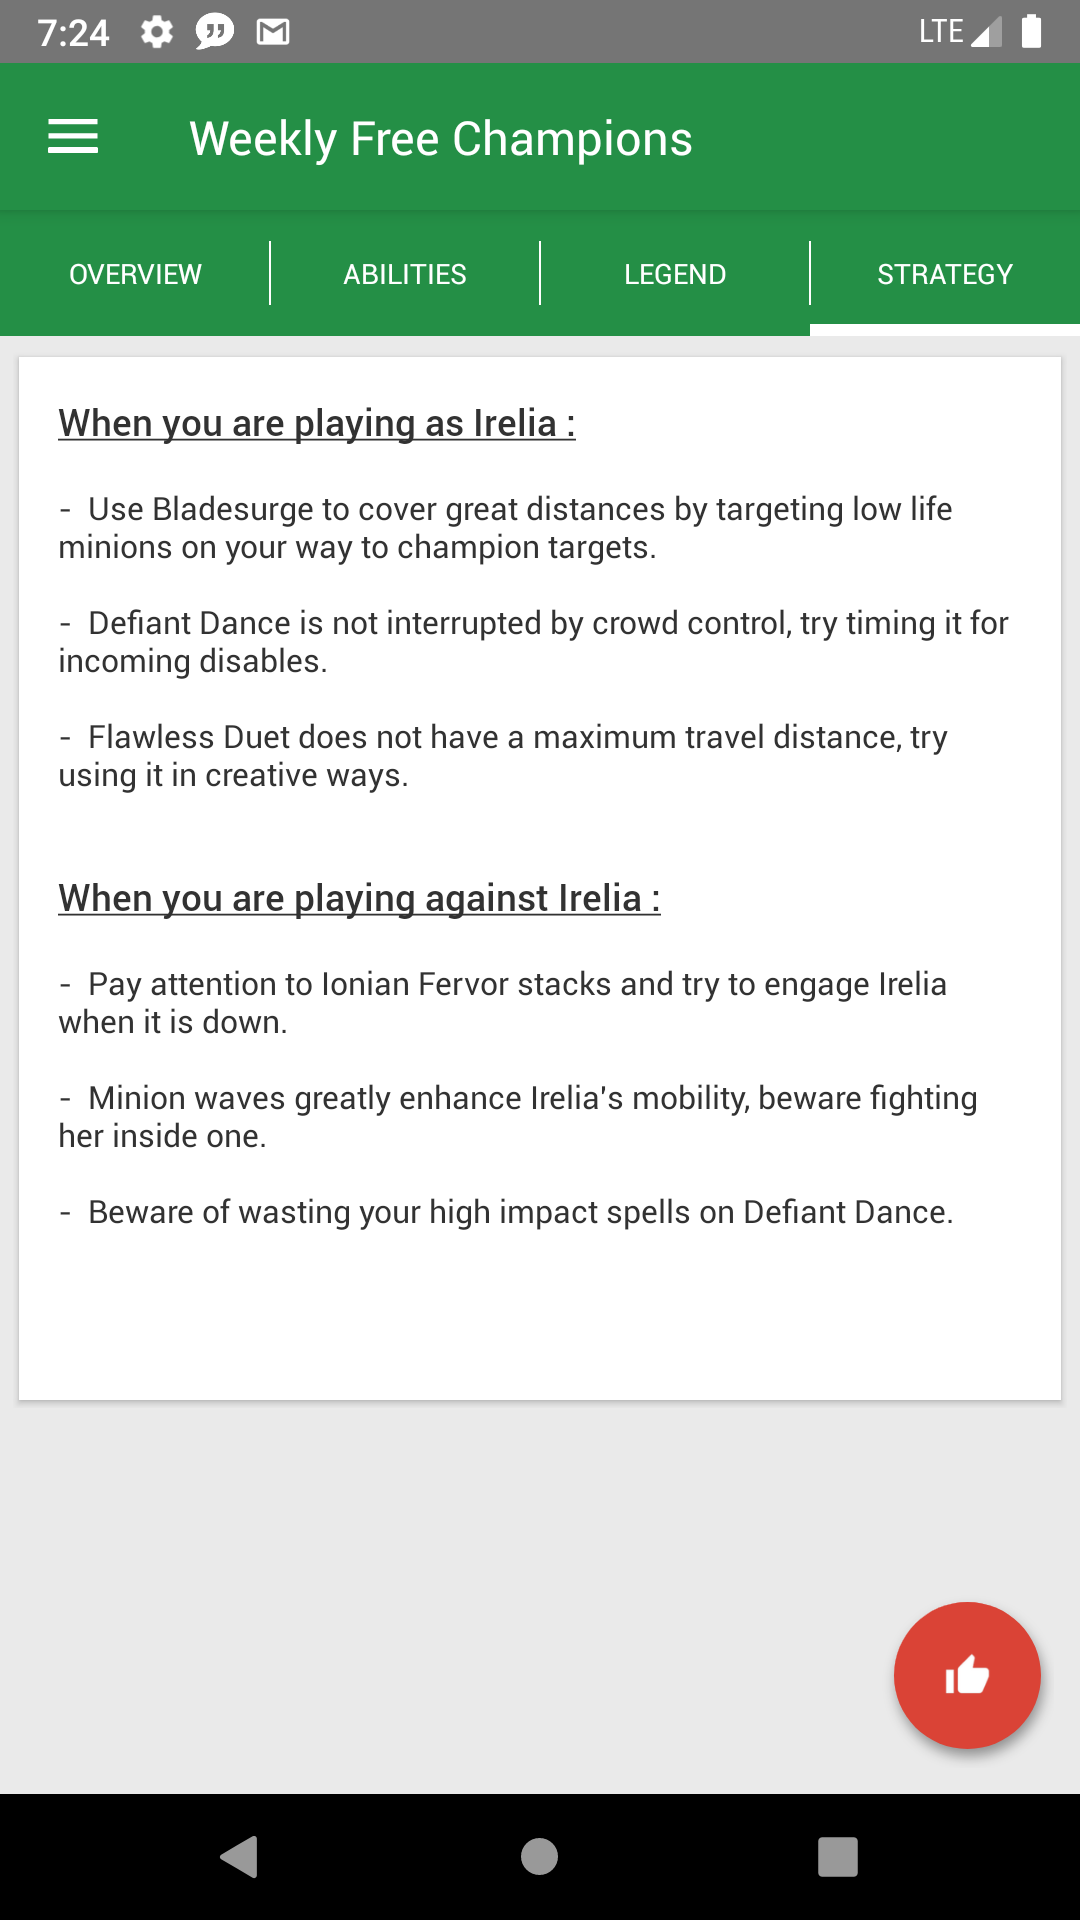 7:24
LTE
Weekly Free Champions
OVERVIEW
ABILITIES
LEGEND
STRATEGY
When you are playing as Irelia :
- Use Bladesurge to cover great distances by targeting low life
minions on your way to champion targets.
- Defiant Dance is not interrupted by crowd control, try timing it for
incoming disables.
- Flawless Duet does not have a maximum travel distance, try
using it in creative ways.
When you are playing against Irelia :
- Pay attention to Ionian Fervor stacks and try to engage Irelia
when it is down.
- Minion waves greatly enhance Irelia's mobility, beware fighting
her inside one.
- Beware of wasting your high impact spells on Defiant Dance.